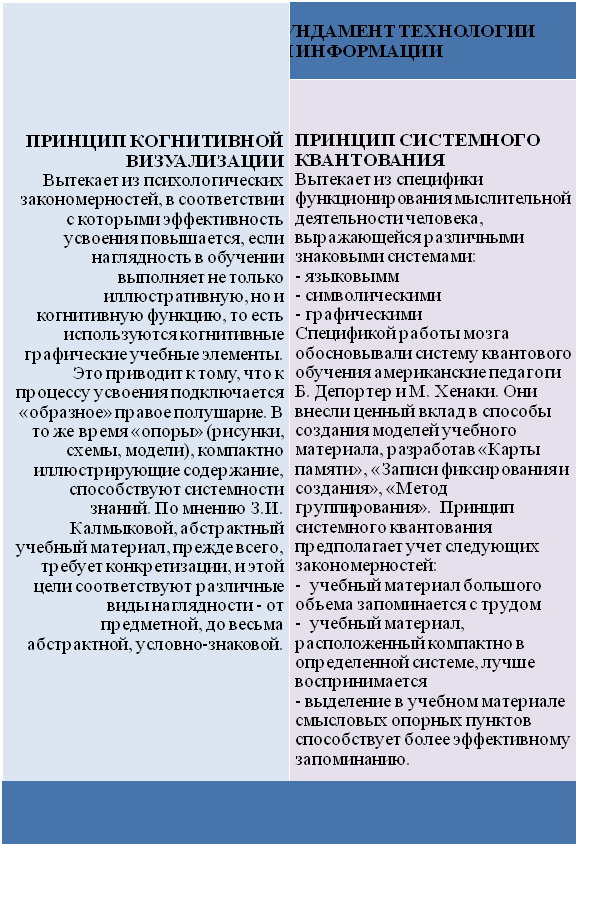 УНДАМЕНТ ТЕХНОЛОГИИ
ИНФОРМАЦИИ
ПРИНЦИП КОГНИТИВНОЙ
ВИЗУАЛИЗАЦИИ
Вытекает из психологических
закономерностей, в соответствии
с которыми эффективность
усвоения повышается, если
наглядность в обучении
выполняет не только
иллюстративную, но и
когнитивную функцию, то есть
используются когнитивные
графические учебные элементы.
Это приводит к тому, что к
процессу усвоения подключается
«образное» правое полушарие. В
то же время «опоры» (рисунки,
схемы, модели), компактно
иллюстрирующие содержание,
способствуют системности
знаний. По мнению З.И.
Калмыковой, абстрактный
учебный материал, прежде всего,
требует конкретизации, и этой
цели соответствуют различные
виды наглядности - от
предметной, до весьма
абстрактной, условно-знаковой.
ПРИНЦИП СИСТЕМНОГО
КВАНТОВАНИЯ
Вытекает из специфики
функционирования мыслительной
деятельности человека,
выражающейся различными
знаковыми системами:
- языковымм
- символическими
- графическими
Спецификой работы мозга
обосновывали систему квантового
обучения американские педагоги
Б. Депортер и М. Хенаки. Они
внесли ценный вклад в способы
создания моделей учебного
материала, разработав «Карты
памяти», «Записи фиксирования и
создания», «Метод
группирования». Принцип
системного квантования
предполагает учет следующих
закономерностей:
- учебный материал большого
объема запоминается с трудом
- учебный материал,
расположенный компактно в
определенной системе, лучше
воспринимается
- выделение в учебном материале
смысловых опорных пунктов
способствует более эффективному
запоминанию.